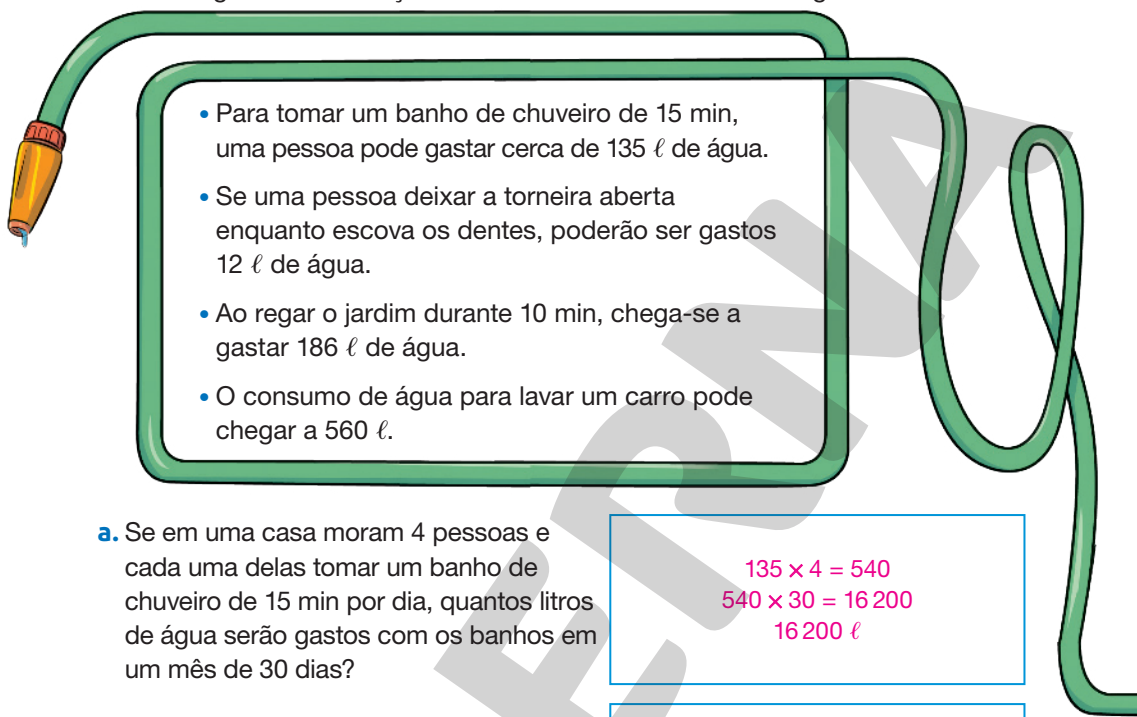 • Para tomar um banho de chuveiro de 15 min,
uma pessoa pode gastar cerca de 135 ℓ de água.
• Se uma pessoa deixar a torneira aberta
enquanto escova os dentes, poderão ser gastos
12 ℓ de água.
• Ao regar o jardim durante 10 min, chega-se a
gastar 186 ℓ de água.
• O consumo de água para lavar um carro pode
chegar a 560 ℓ.
a. Se em uma casa moram 4 pessoas e
cada uma delas tomar um banho de
chuveiro de 15 min por dia, quantos litros
de água serão gastos com os banhos em
um mês de 30 dias?
135 × 4 = 540
540 × 30 = 16 200
16 200 ℓ
ERNA